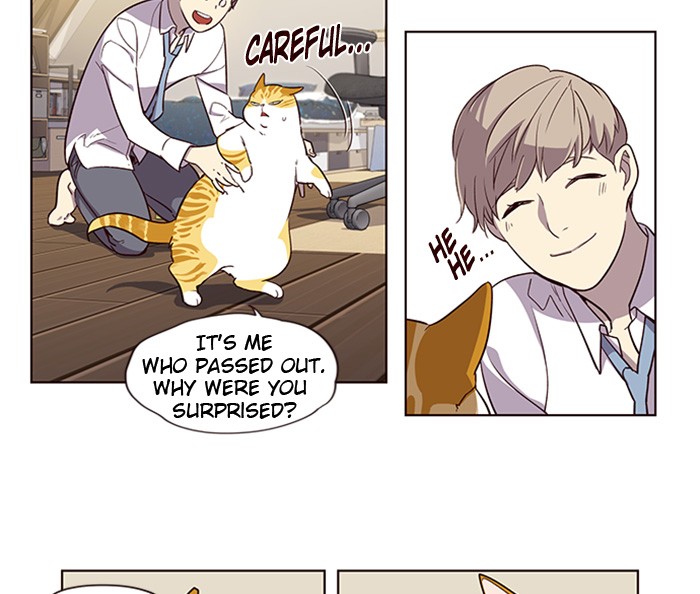 CAREFUL...
IT'S ME
WHO PASSED OUT.
WHY WERE YOU
SURPRISED?
HE
HE...